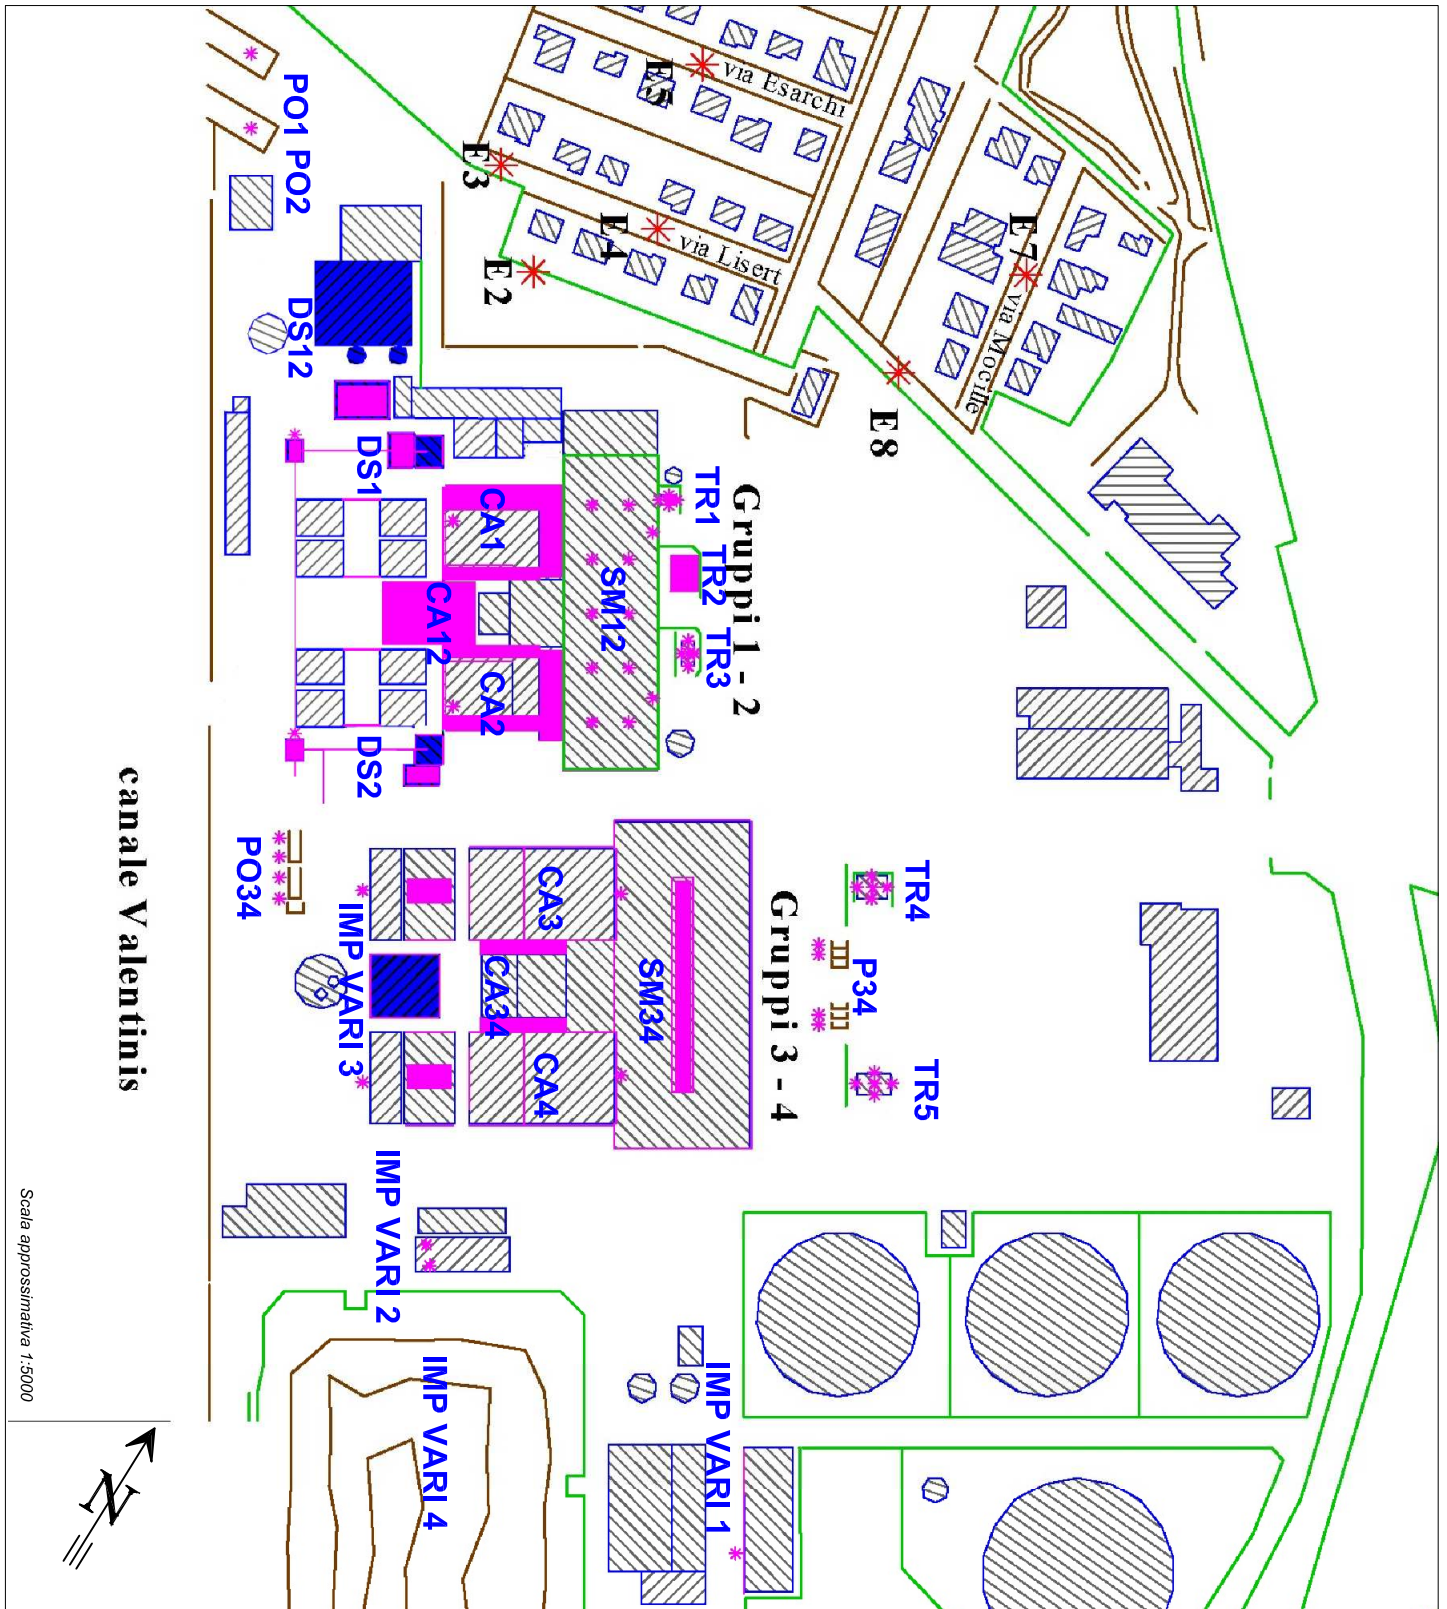 PO1 PO2
E5
via Esarchi
E3
E4
via Lisert
E2
E7
via Mocille
E8
DS12
DS1
CA1
TR1
Gruppi 1 - 2
TR2
SM12
CA12
TR3
CA2
DS2
canale Valentinis
PO34
IMP VARI 3
CA3
CA34
SM34
CA4
Gruppi 3 - 4
TR4
P34
TR5
IMP VARI 2
IMP VARI 4
IMP VARI 1
Scala approssimativa 1:5000
N